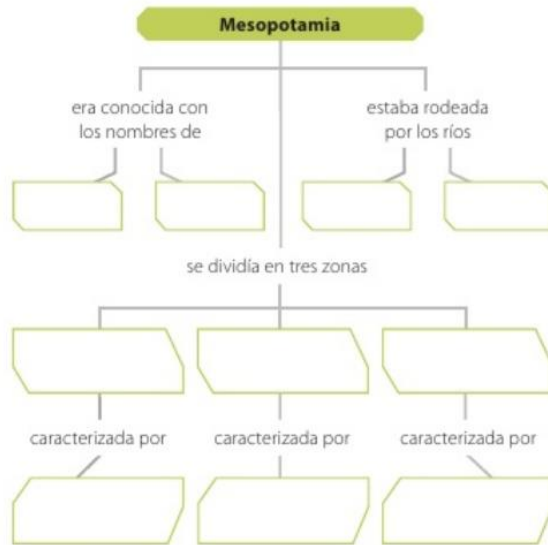 Mesopotamia
era conocida con
los nombres de
estaba rodeada
por los ríos
se dividía en tres zonas
caracterizada por
caracterizada por
caracterizada por